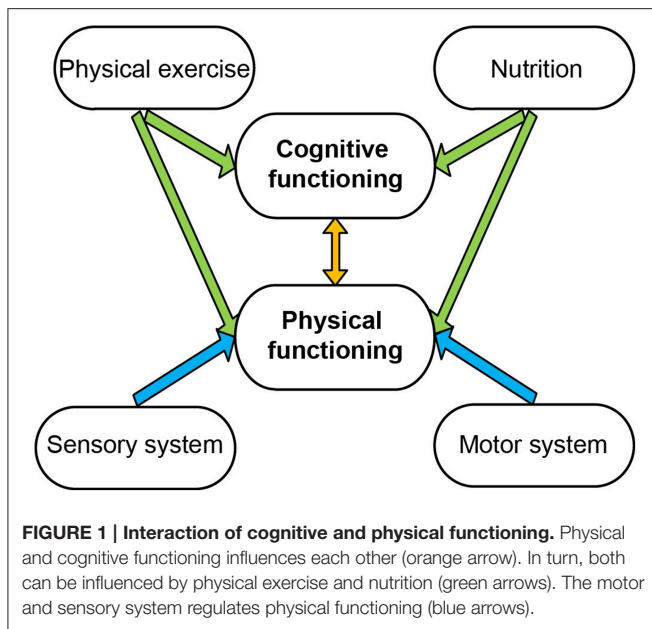 Physical exercise
Nutrition
Cognitive
functioning
Physical
functioning
Sensory system
Motor system
FIGURE 1 | Interaction of cognitive and physical functioning. Physical
and cognitive functioning influences each other (orange arrow). In turn, both
can be influenced by physical exercise and nutrition (green arrows). The motor
and sensory system regulates physical functioning (blue arrows).